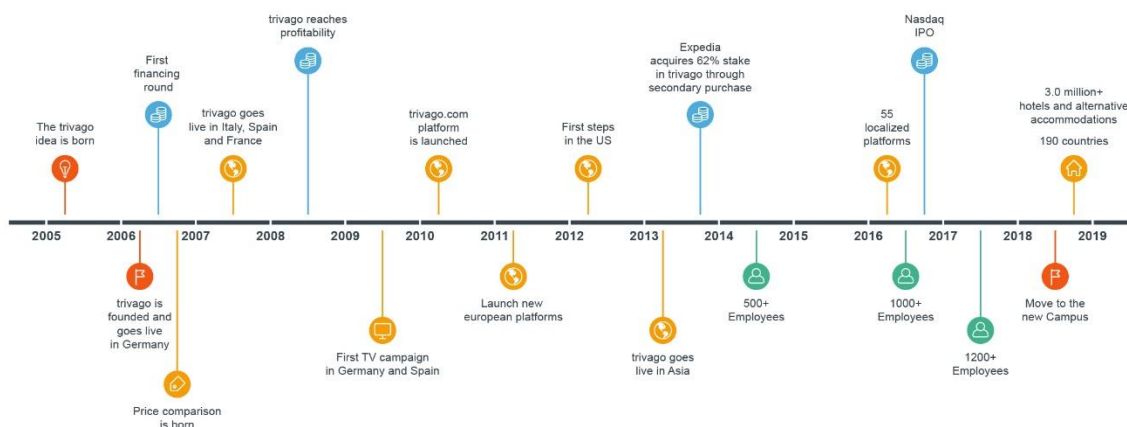 The trivago
idea is born
First
financing
round
trivago goes
live in Italy, Spain
and France
trivago reaches
profitability
trivago.com
platform
is launched
First steps
in the US
Expedia
acquires 62% stake
in trivago through
secondary purchase
55
localized
platforms
Nasdaq
IPO
3.0 million+
hotels and alternative
accommodations
190 countries
2005 2006 2007 2008 2009 2010 2011 2012 2013 2014 2015 2016 2017 2018 2019
trivago is
founded and
goes live
in Germany
Price comparison
is born
First TV campaign
in Germany and Spain
Launch new
european platforms
trivago goes
live in Asia
500+
Employees
1000+
Employees
1200+
Employees
Move to the
new Campus